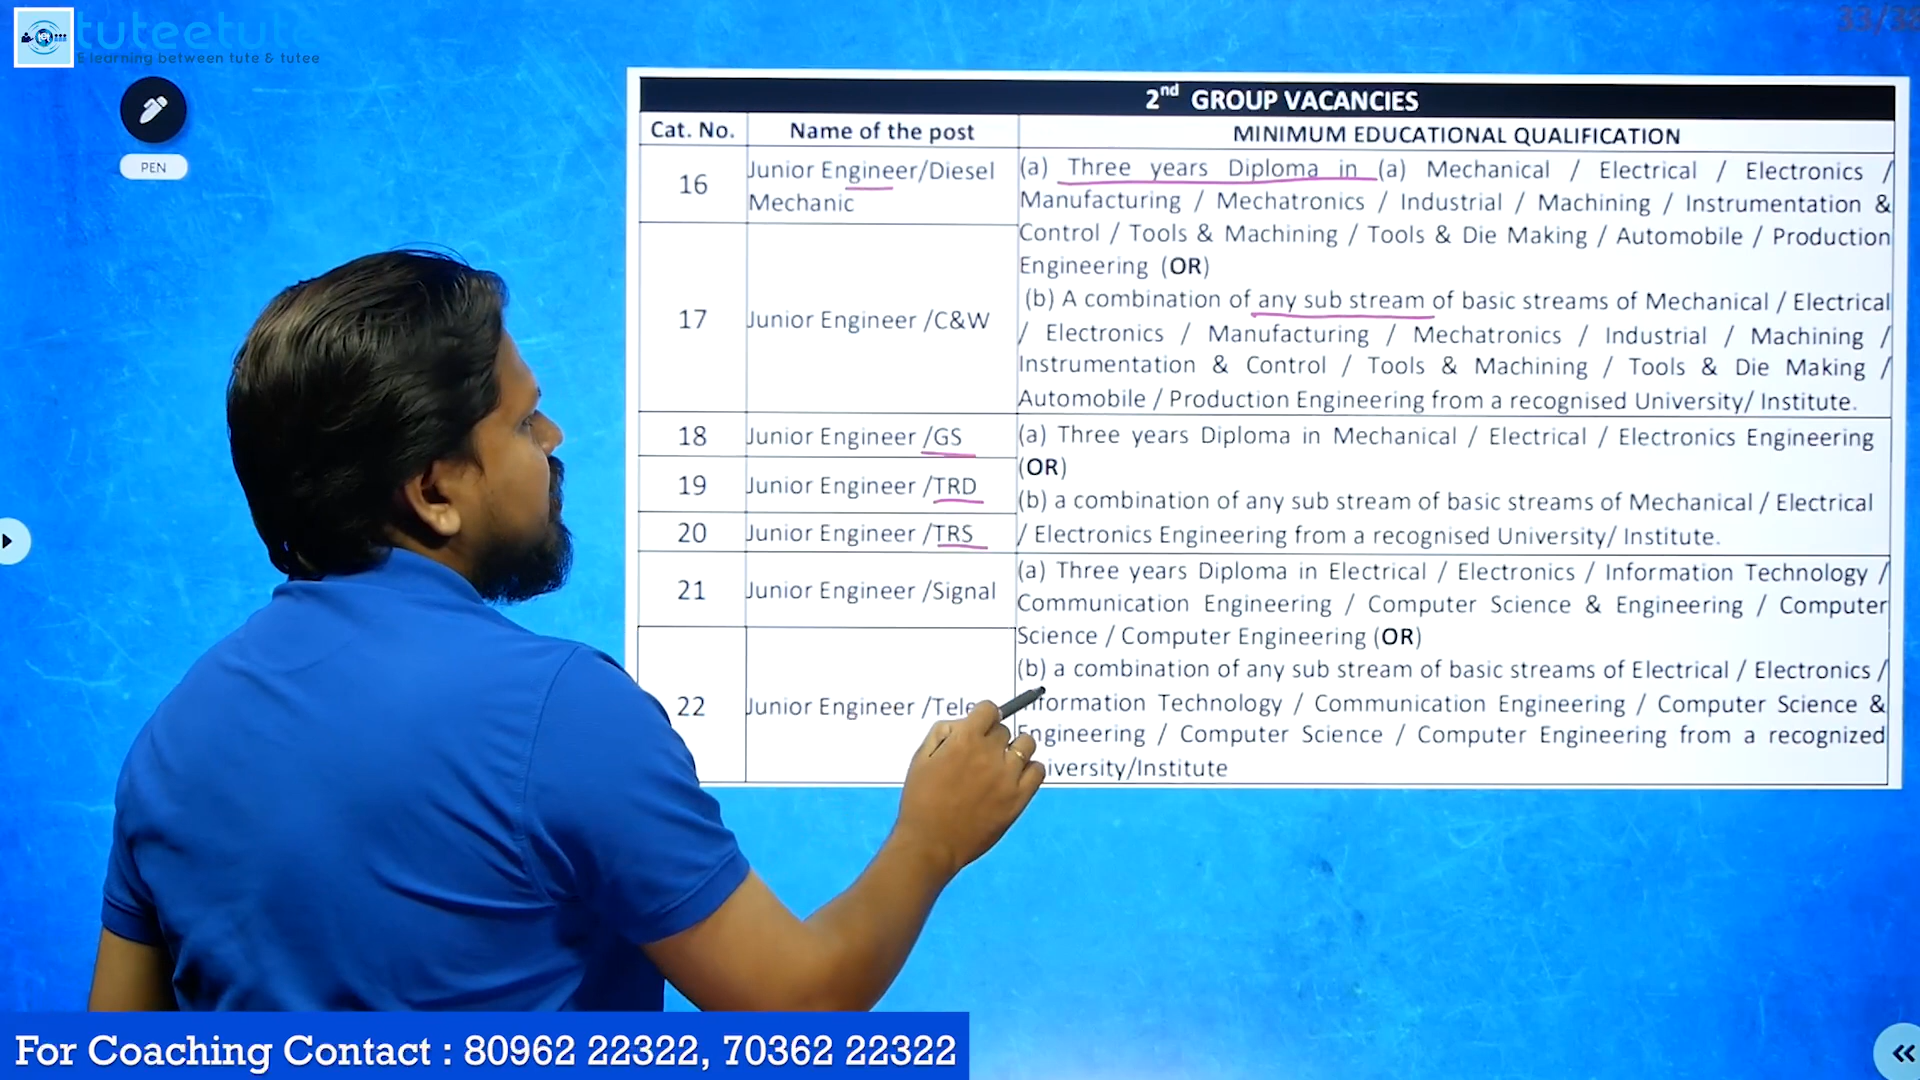 tuteetut
E learning between tute & tutee
33/38
PEN
2nd GROUP VACANCIES
Cat. No. Name of the post MINIMUM EDUCATIONAL QUALIFICATION
16 Junior Engineer/Diesel Mechanic
17 Junior Engineer /C&W
(a) Three years Diploma in (a) Mechanical / Electrical / Electronics /
Manufacturing / Mechatronics / Industrial / Machining / Instrumentation &
Control / Tools & Machining / Tools & Die Making / Automobile / Production
Engineering (OR)
(b) A combination of any sub stream of basic streams of Mechanical / Electrical
/ Electronics / Manufacturing / Mechatronics / Industrial / Machining /
Instrumentation & Control / Tools & Machining / Tools & Die Making /
Automobile / Production Engineering from a recognised University/ Institute.
18 Junior Engineer /GS
19 Junior Engineer /TRD
20 Junior Engineer /TRS
(a) Three years Diploma in Mechanical / Electrical / Electronics Engineering
(OR)
(b) a combination of any sub stream of basic streams of Mechanical / Electrical
/ Electronics Engineering from a recognised University/ Institute.
21 Junior Engineer /Signal
22 Junior Engineer /Tele
(a) Three years Diploma in Electrical / Electronics / Information Technology /
Communication Engineering / Computer Science & Engineering / Computer
Science / Computer Engineering (OR)
(b) a combination of any sub stream of basic streams of Electrical / Electronics /
Information Technology / Communication Engineering / Computer Science &
Engineering / Computer Science / Computer Engineering from a recognized
University/Institute
For Coaching Contact : 80962 22322, 70362 22322